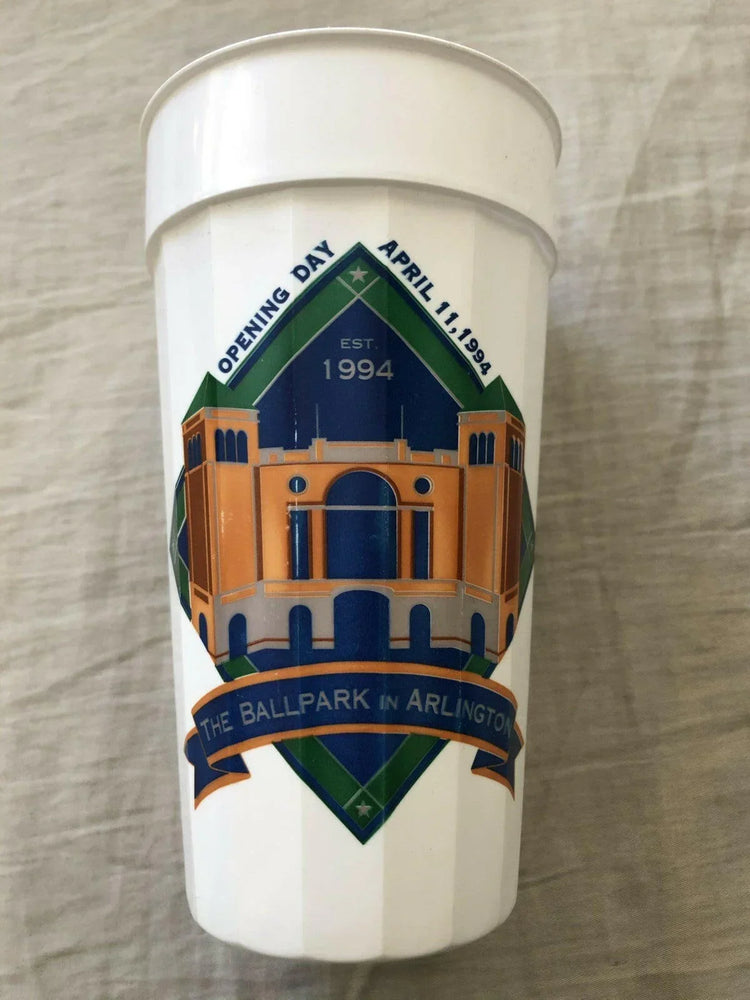 OPENING DAY
APRIL 11, 1994
EST.
1994
THE BALLPARK IN ARLINGTON